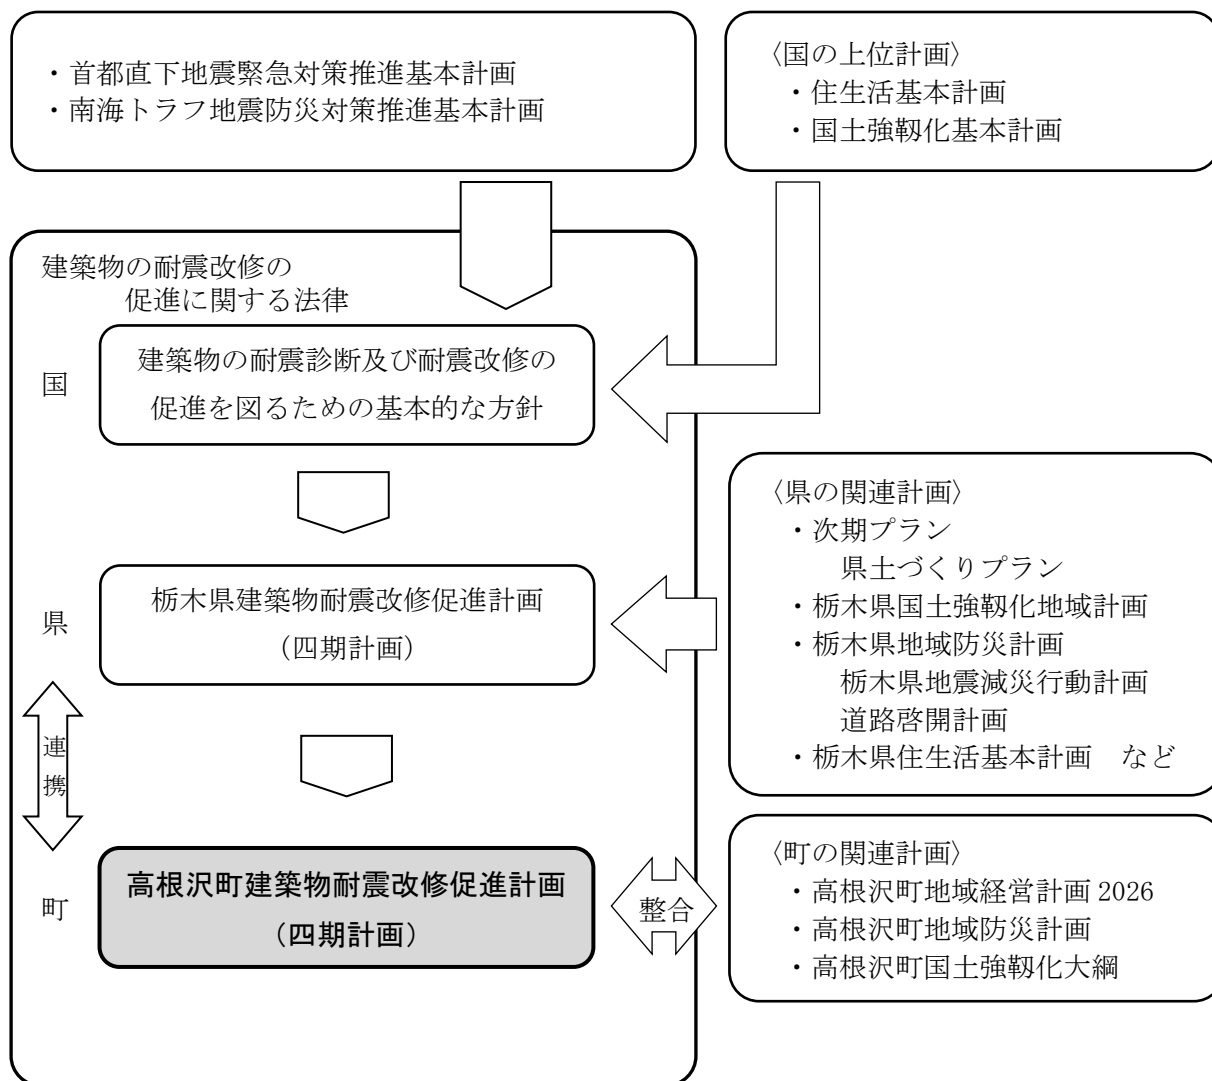 ・首都直下地震緊急対策推進基本計画
・南海トラフ地震防災対策推進基本計画
〈国の上位計画〉
・住生活基本計画
・国土強靱化基本計画
建築物の耐震改修の
促進に関する法律
国
建築物の耐震診断及び耐震改修の
促進を図るための基本的な方針
県
栃木県建築物耐震改修促進計画
（四期計画）
〈県の関連計画〉
・次期プラン
県土づくりプラン
・栃木県国土強靱化地域計画
・栃木県地域防災計画
栃木県地震減災行動計画
道路啓開計画
・栃木県住生活基本計画　など
連
携
町
高根沢町建築物耐震改修促進計画
（四期計画）
整合
〈町の関連計画〉
・高根沢町地域経営計画 2026
・高根沢町地域防災計画
・高根沢町国土強靱化大綱